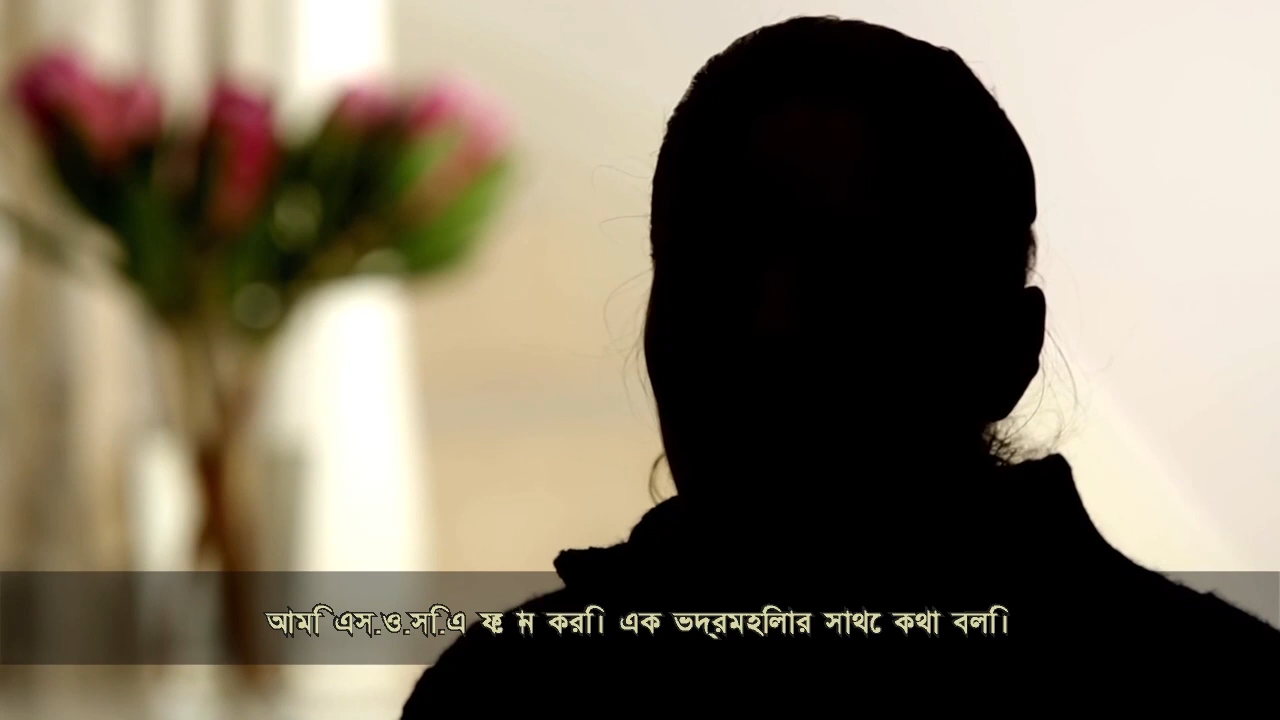 আমি এস.ও.সি.এ ফোন করি। এক ভদ্রমহিলার সাথে কথা বলি।